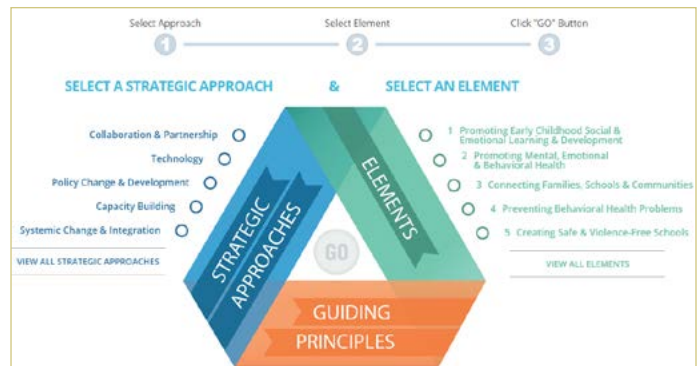 Select Approach
Select Element
Click "GO" Button
1
2
3
SELECT A STRATEGIC APPROACH & SELECT AN ELEMENT
Collaboration & Partnership
Technology
Policy Change & Development
Capacity Building
Systemic Change & Integration
VIEW ALL STRATEGIC APPROACHES
STRATEGIC
APPROACHES
ELEMENTS
GO
GUIDING
PRINCIPLES
1 Promoting Early Childhood Social &
Emotional Learning & Development
2 Promoting Mental, Emotional
& Behavioral Health
3 Connecting Families, Schools & Communities
4 Preventing Behavioral Health Problems
5 Creating Safe & Violence-Free Schools
VIEW ALL ELEMENTS